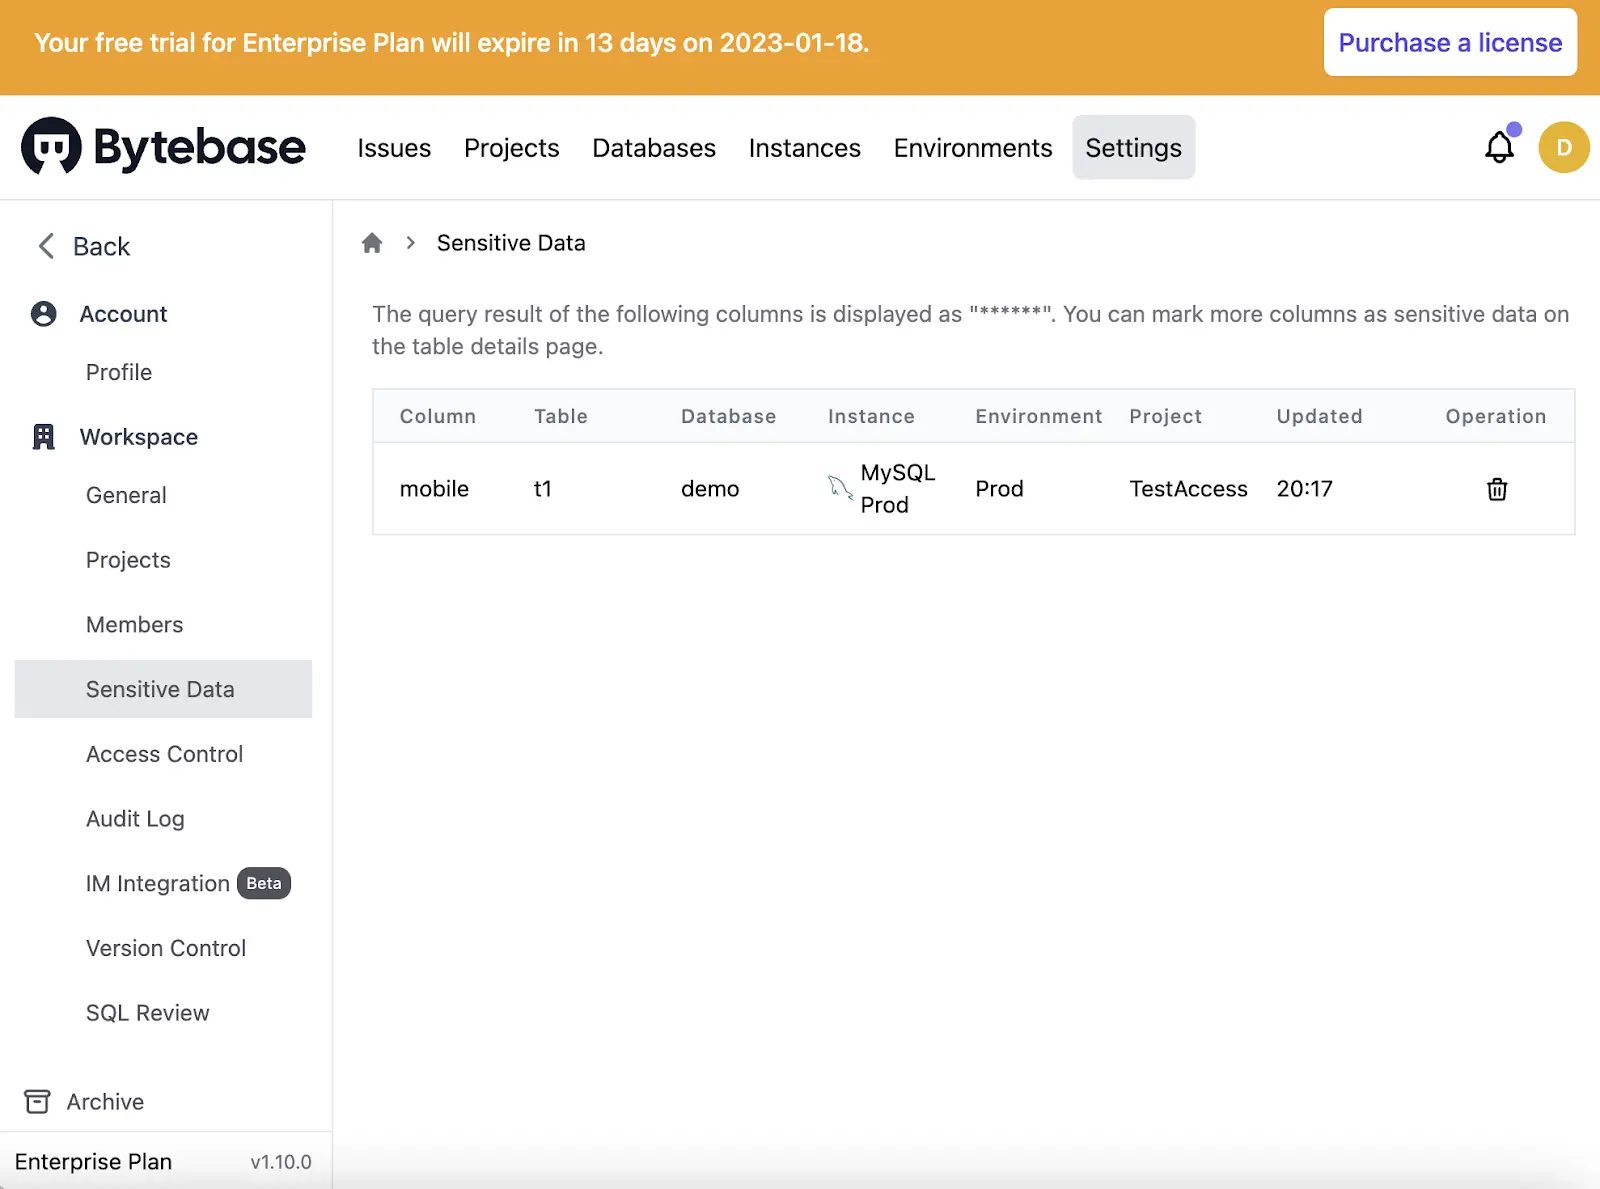 Your free trial for Enterprise Plan will expire in 13 days on 2023-01-18.
Purchase a license
Bytebase
Issues Projects Databases Instances Environments Settings
D
Back
Account
Profile
Workspace
General
Projects
Members
Sensitive Data
Access Control
Audit Log
IM Integration Beta
Version Control
SQL Review
Archive
Enterprise Plan v1.10.0
Sensitive Data
The query result of the following columns is displayed as "******". You can mark more columns as sensitive data on
the table details page.
Column Table Database Instance Environment Project Updated Operation
mobile t1 demo MySQL Prod Prod TestAccess 20:17